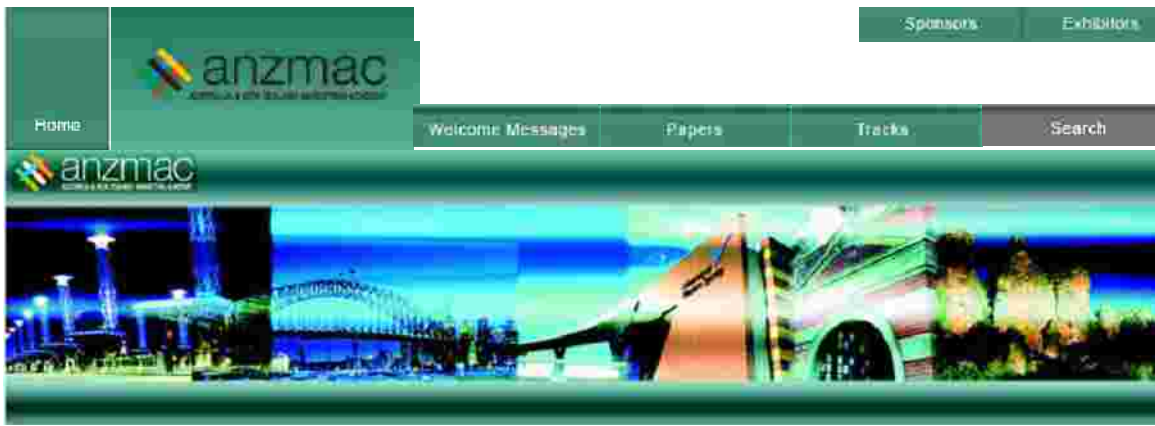 Sponsors
Exhibitors
anzmac
Home
Welcome Messages
Papers
Tracks
Search
anzmac